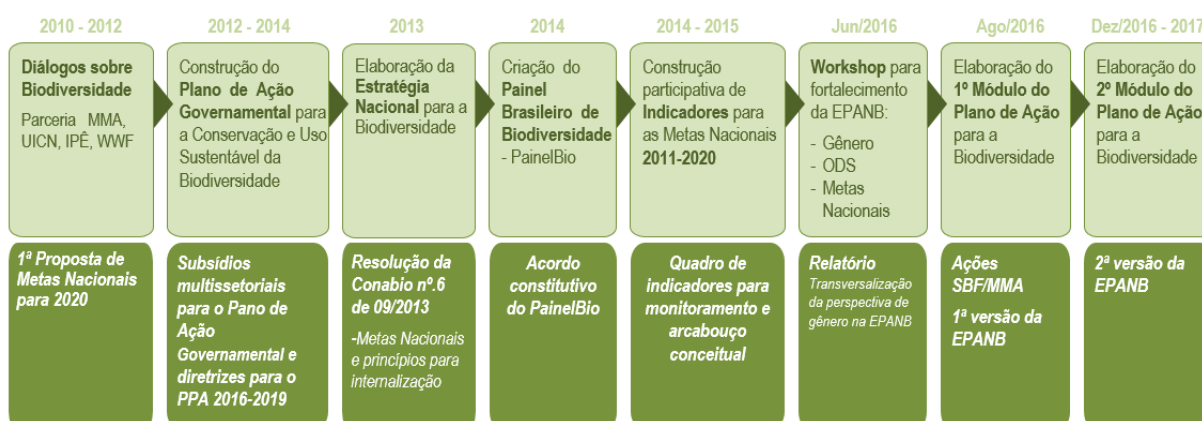 2010 - 2012
Diálogos sobre
Biodiversidade
Parceria MMA,
UICN, IPÊ, WWF
1ª Proposta de
Metas Nacionais
para 2020
2012 - 2014
Construção do
Plano de Ação
Governamental para
a Conservação e Uso
Sustentável da
Biodiversidade
Subsídios
multissetoriais
para o Pano de
Ação
Governamental e
diretrizes para o
PPA 2016-2019
2013
Elaboração da
Estratégia
Nacional para a
Biodiversidade
Resolução da
Conabio nº.6
de 09/2013
-Metas Nacionais
e princípios para
internalização
2014
Criação do
Painel
Brasileiro de
Biodiversidade
- PainelBio
Acordo
constitutivo
do PainelBio
2014 - 2015
Construção
participativa de
Indicadores para
as Metas Nacionais
2011-2020
Quadro de
indicadores para
monitoramento e
arcabouço
conceitual
Jun/2016
Workshop para
fortalecimento
da EPANB:
- Gênero
- ODS
- Metas
Nacionais
Relatório
Transversalização
da perspectiva de
gênero na EPANB
Ago/2016
Elaboração do
1º Módulo do
Plano de Ação
para a
Biodiversidade
Ações
SBF/MMA
1ª versão da
EPANB
Dez/2016 - 2017
Elaboração do
2º Módulo do
Plano de Ação
para a
Biodiversidade
2ª versão da
EPANB